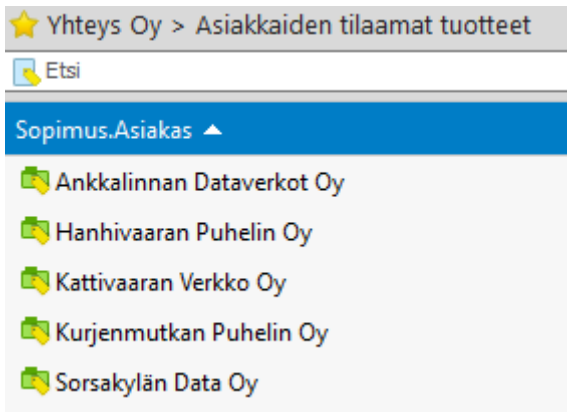 Yhteys Oy > Asiakkaiden tilaamat tuotteet
Etsi
Sopimus.Asiakas
Ankkalinnan Dataverkot Oy
Hanhivaaran Puhelin Oy
Kattivaaran Verkko Oy
Kurjenmutkan Puhelin Oy
Sorsakylän Data Oy